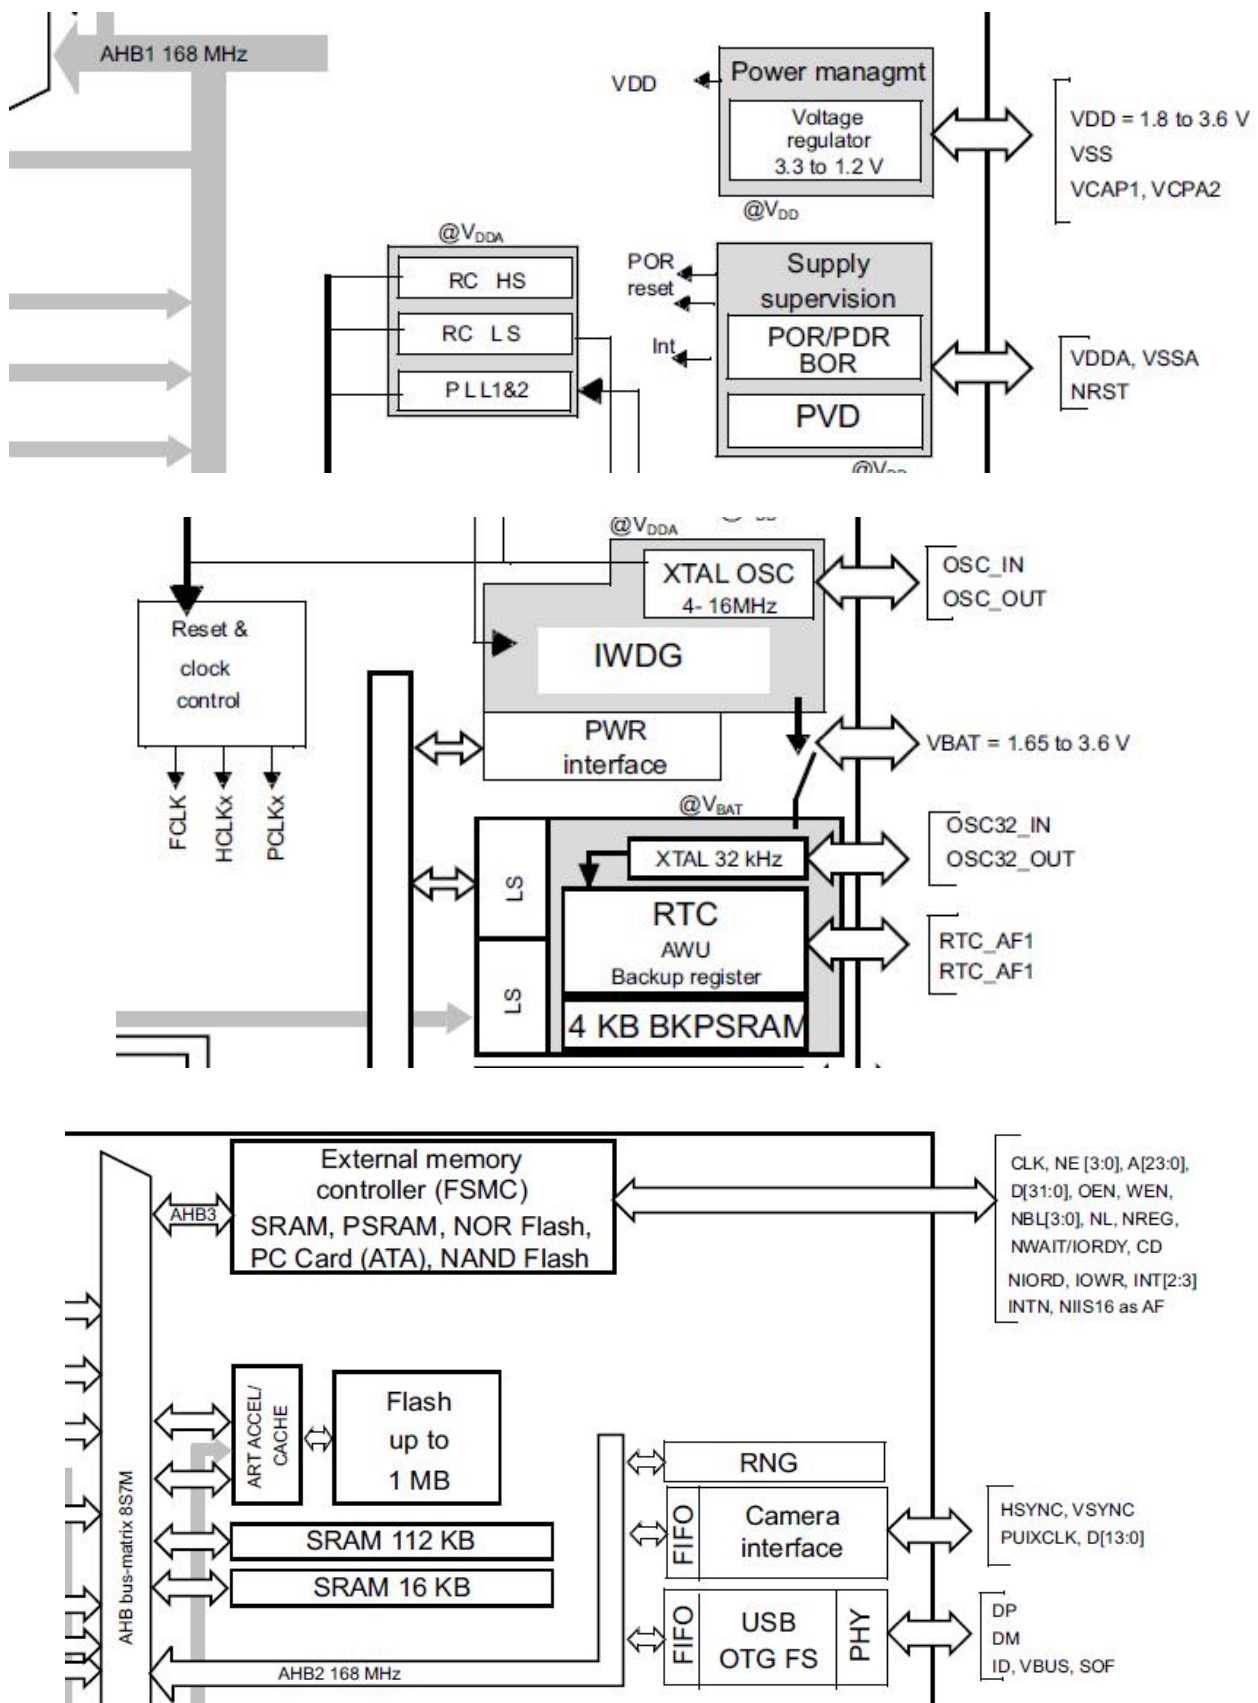 AHB1 168 MHz
VDD
Power managmt
Voltage
regulator
3.3 to 1.2 V
@VDD
VDD = 1.8 to 3.6 V
VSS
VCAP1, VCPA2
@VDDA
RC HS
RC L S
P L L1&2
POR
reset
Int
Supply
supervision
POR/PDR
BOR
PVD
@VDD
VDDA, VSSA
NRST
@VDDA
XTAL OSC
4- 16MHz
IWDG
OSC_IN
OSC_OUT
Reset &
clock
control
FCLK
HCLKx
PCLKx
PWR
interface
VBAT = 1.65 to 3.6 V
@VBAT
LS
LS
XTAL 32 kHz
RTC
AWU
Backup register
4 KB BKPSRAM
OSC32_IN
OSC32_OUT
RTC_AF1
RTC_AF1
External memory
controller (FSMC)
SRAM, PSRAM, NOR Flash,
PC Card (ATA), NAND Flash
AHB3
CLK, NE [3:0], A[23:0],
D[31:0], OEN, WEN,
NBL[3:0], NL, NREG,
NWAIT/IORDY, CD
NIORD, IOWR, INT[2:3]
INTN, NIIS16 as AF
AHB bus-matrix 8S7M
ART ACCEL/
CACHE
Flash
up to
1 MB
SRAM 112 KB
SRAM 16 KB
AHB2 168 MHz
RNG
FIFO
Camera
interface
HSYNC, VSYNC
PUIXCLK, D[13:0]
FIFO
USB
OTG FS
PHY
DP
DM
ID, VBUS, SOF